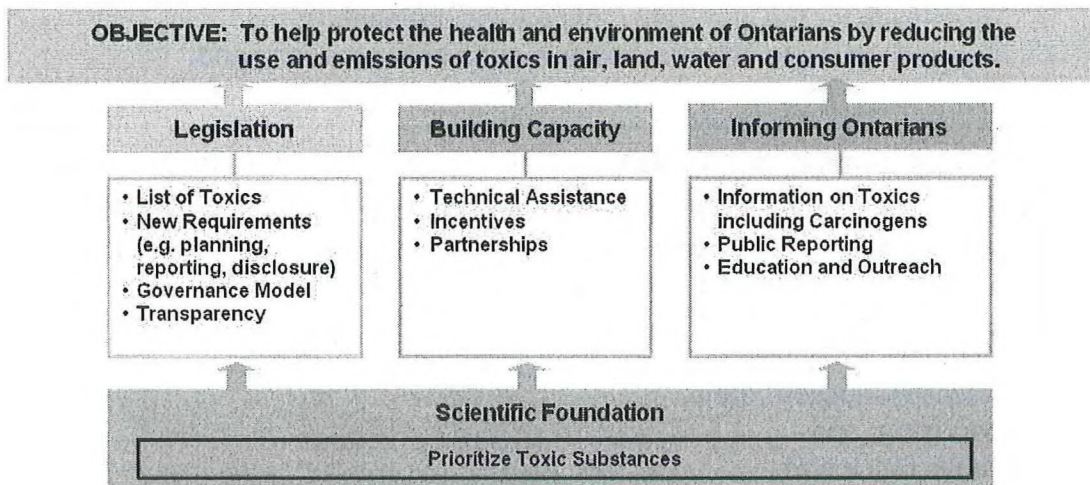 OBJECTIVE: To help protect the health and environment of Ontarians by reducing the
use and emissions of toxics in air, land, water and consumer products.
Legislation
• List of Toxics
• New Requirements
(e.g. planning,
reporting, disclosure)
• Governance Model
• Transparency
Building Capacity
• Technical Assistance
• Incentives
• Partnerships
Informing Ontarians
• Information on Toxics
including Carcinogens
• Public Reporting
• Education and Outreach
Scientific Foundation
Prioritize Toxic Substances